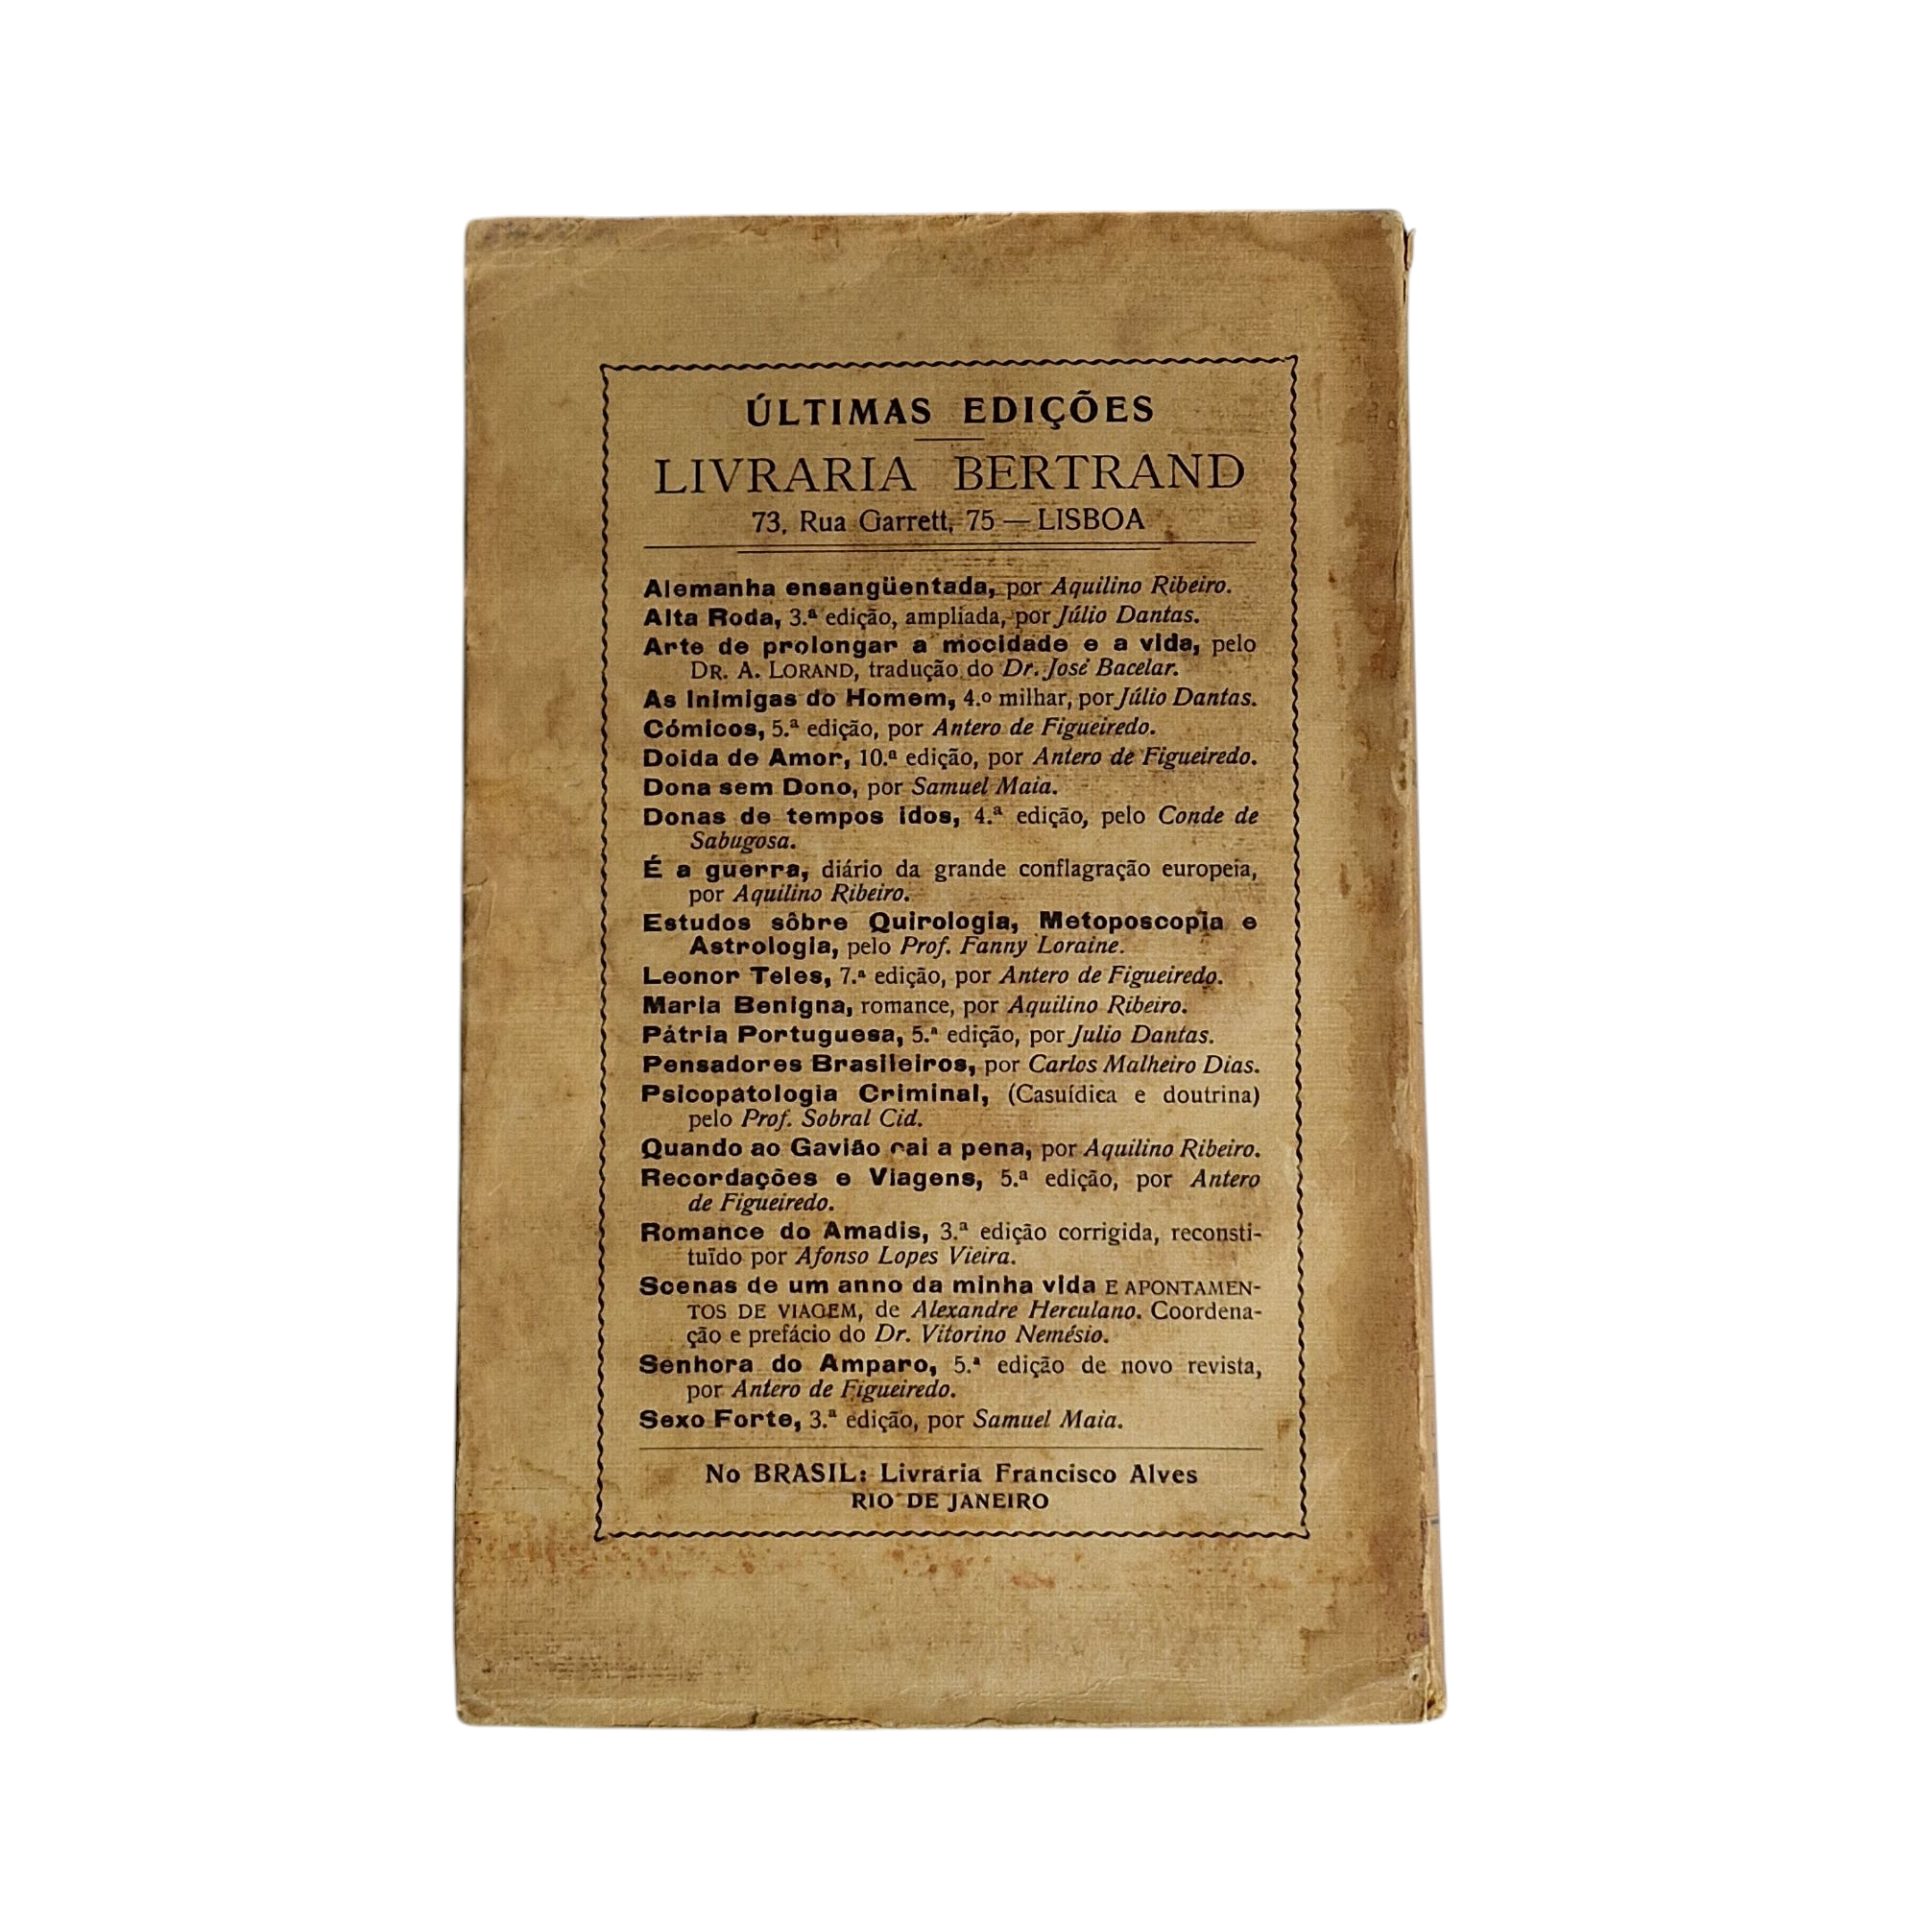 ÚLTIMAS EDIÇÕES
LIVRARIA BERTRAND
73, Rua Garrett, 75 — LISBOA
Alemanha ensangüentada, por Aquilino Ribeiro.
Alta Roda, 3.ª edição, ampliada, por Júlio Dantas.
Arte de prolongar a mocidade e a vida, pelo
DR. A. LORAND, tradução do Dr. José Bacelar.
As Inimigas do Homem, 4.º milhar, por Júlio Dantas.
Cómicos, 5.ª edição, por Antero de Figueiredo.
Doida de Amor, 10.ª edição, por Antero de Figueiredo.
Dona sem Dono, por Samuel Maia.
Donas de tempos idos, 4.ª edição, pelo Conde de
Sabugosa.
É a guerra, diário da grande conflagração europeia,
por Aquilino Ribeiro.
Estudos sôbre Quirologia, Metoposcopia e
Astrologia, pelo Prof. Fanny Loraine.
Leonor Teles, 7.ª edição, por Antero de Figueiredo.
Maria Benigna, romance, por Aquilino Ribeiro.
Pátria Portuguesa, 5.ª edição, por Julio Dantas.
Pensadores Brasileiros, por Carlos Malheiro Dias.
Psicopatologia Criminal, (Casuídica e doutrina)
pelo Prof. Sobral Cid.
Quando ao Gavião cai a pena, por Aquilino Ribeiro.
Recordações e Viagens, 5.ª edição, por Antero
de Figueiredo.
Romance do Amadis, 3.ª edição corrigida, reconsti-
tuïdo por Afonso Lopes Vieira.
Scenas de um anno da minha vida E APONTAMEN-
TOS DE VIAGEM, de Alexandre Herculano. Coordena-
ção e prefácio do Dr. Vitorino Nemésio.
Senhora do Amparo, 5.ª edição de novo revista,
por Antero de Figueiredo.
Sexo Forte, 3.ª edição, por Samuel Maia.
No BRASIL: Livraria Francisco Alves
RIO DE JANEIRO